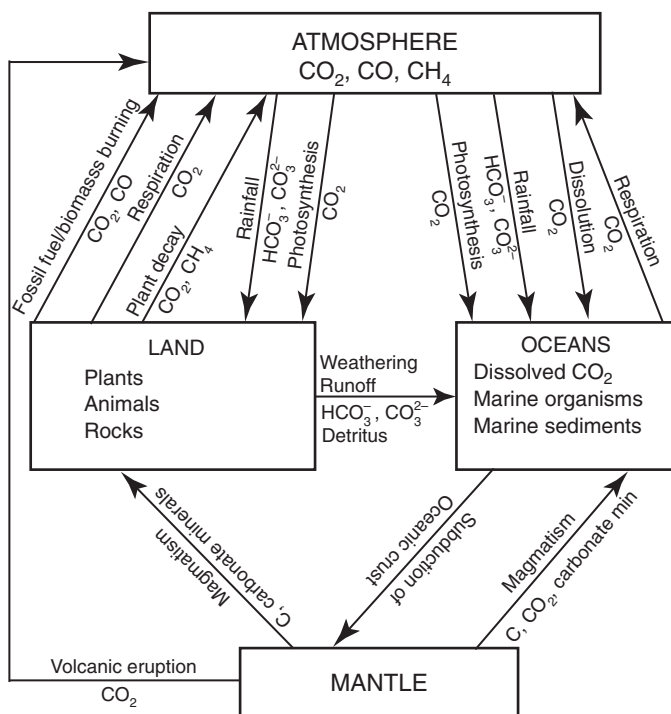 ATMOSPHERE
CO₂, CO, CH₄
Fossil fuel/biomasss burning
CO₂, CO
Respiration
CO₂
Plant decay
CO₂, CH₄
Rainfall
HCO₃⁻, CO₃²⁻
Photosynthesis
CO₂
Photosynthesis
CO₂
Rainfall
HCO₃⁻, CO₃²⁻
Dissolution
CO₂
Respiration
CO₂
LAND
Plants
Animals
Rocks
Weathering
Runoff
HCO₃⁻, CO₃²⁻
Detritus
OCEANS
Dissolved CO₂
Marine organisms
Marine sediments
C, carbonate minerals
Magmatism
Subduction of
Oceanic crust
Magmatism
C, CO₂, carbonate min
Volcanic eruption
CO₂
MANTLE